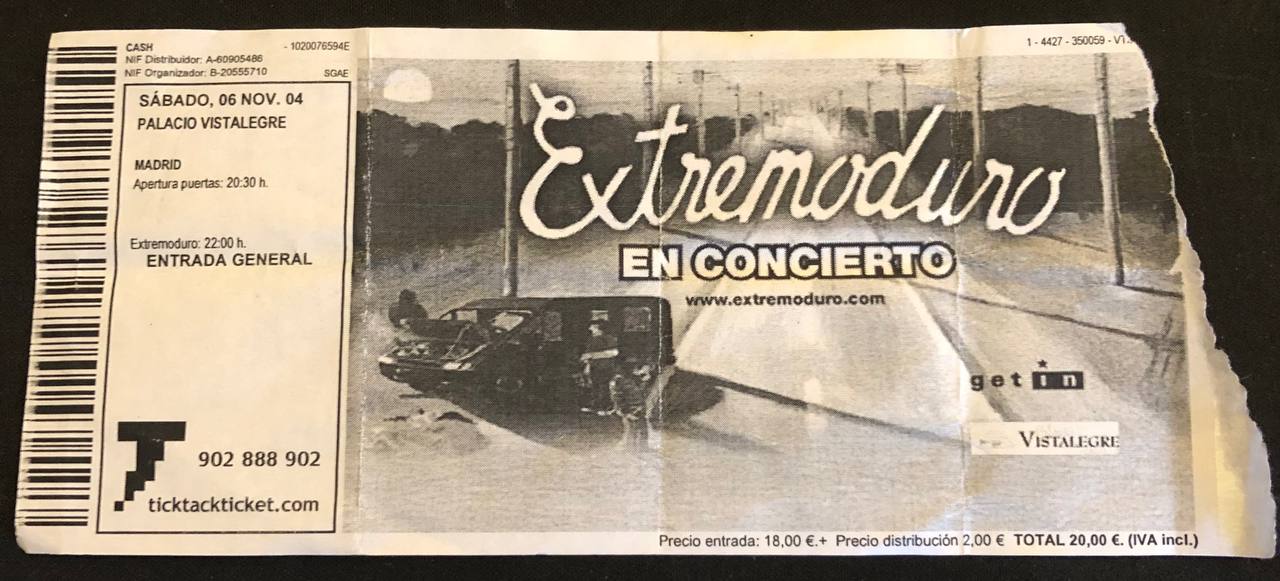 CASH - 1020076594E
NIF Distribuidor: A-60905486
NIF Organizador: B-20555710 SGAE
SÁBADO, 06 NOV. 04
PALACIO VISTALEGRE
MADRID
Apertura puertas: 20:30 h.
Extremoduro: 22:00 h.
ENTRADA GENERAL
902 888 902
ticktackticket.com
1 - 4427 - 350059 -
Extremoduro
EN CONCIERTO
www.extremoduro.com
get in
VISTALEGRE
Precio entrada: 18,00 €.+ Precio distribución 2,00 € TOTAL 20,00 €. (IVA incl.)